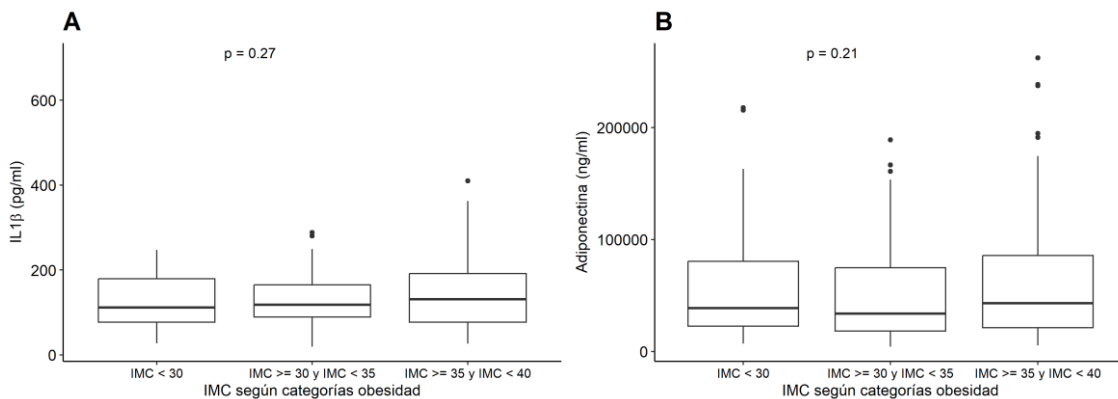 A
p = 0.27
600
400
200
0
IL1β (pg/ml)
IMC < 30
IMC >= 30 y IMC < 35
IMC >= 35 y IMC < 40
IMC según categorías obesidad
B
p = 0.21
200000
100000
0
Adiponectina (ng/ml)
IMC < 30
IMC >= 30 y IMC < 35
IMC >= 35 y IMC < 40
IMC según categorías obesidad